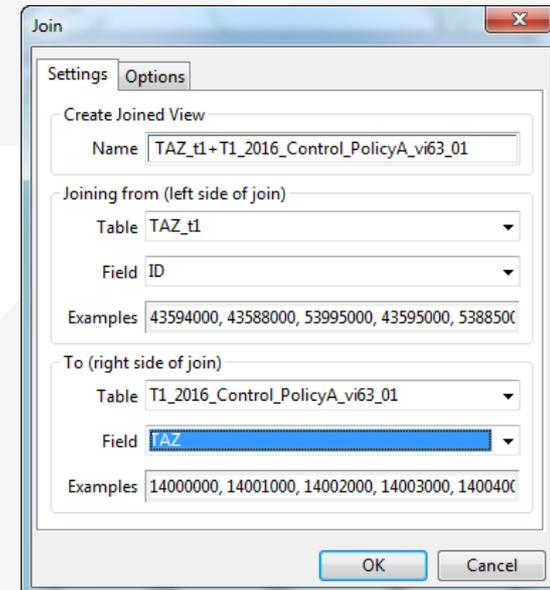 Join
Settings Options
Create Joined View
Name TAZ_t1+T1_2016_Control_PolicyA_vi63_01
Joining from (left side of join)
Table TAZ_t1
Field ID
Examples 43594000, 43588000, 53995000, 43595000, 5388500
To (right side of join)
Table T1_2016_Control_PolicyA_vi63_01
Field TAZ
Examples 14000000, 14001000, 14002000, 14003000, 1400400
OK Cancel